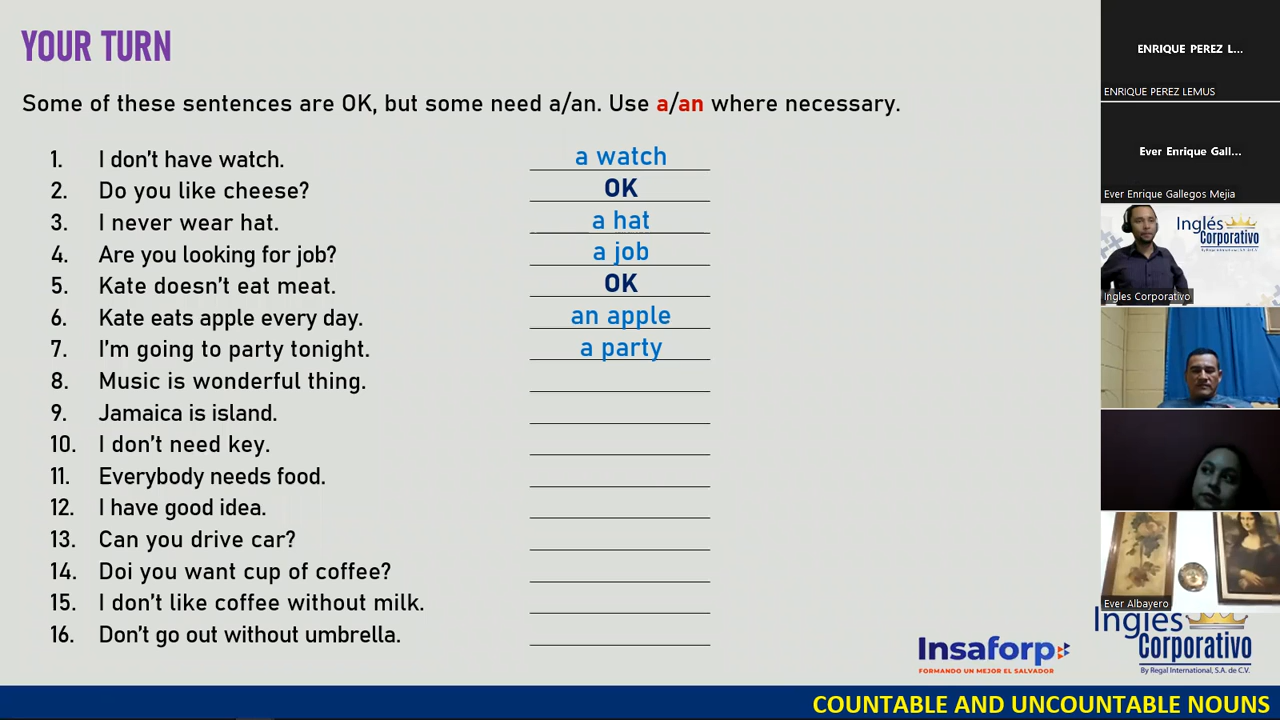 YOUR TURN
Some of these sentences are OK, but some need a/an. Use a/an where necessary.
1. I don't have watch. a watch
2. Do you like cheese? OK
3. I never wear hat. a hat
4. Are you looking for job? a job
5. Kate doesn't eat meat. OK
6. Kate eats apple every day. an apple
7. I'm going to party tonight. a party
8. Music is wonderful thing.
9. Jamaica is island.
10. I don't need key.
11. Everybody needs food.
12. I have good idea.
13. Can you drive car?
14. Doi you want cup of coffee?
15. I don't like coffee without milk.
16. Don't go out without umbrella.
Insaforp
FORMANDO UN MEJOR EL SALVADOR
Inglés
Corporativo
By Regal International, S.A. de C.V.
COUNTABLE AND UNCOUNTABLE NOUNS
ENRIQUE PEREZ L...
ENRIQUE PEREZ LEMUS
Ever Enrique Gall...
Ever Enrique Gallegos Mejia
Inglés
Corporativo
By Regal International, S.A. de C.V.
Ingles Corporativo
Ever Albayero